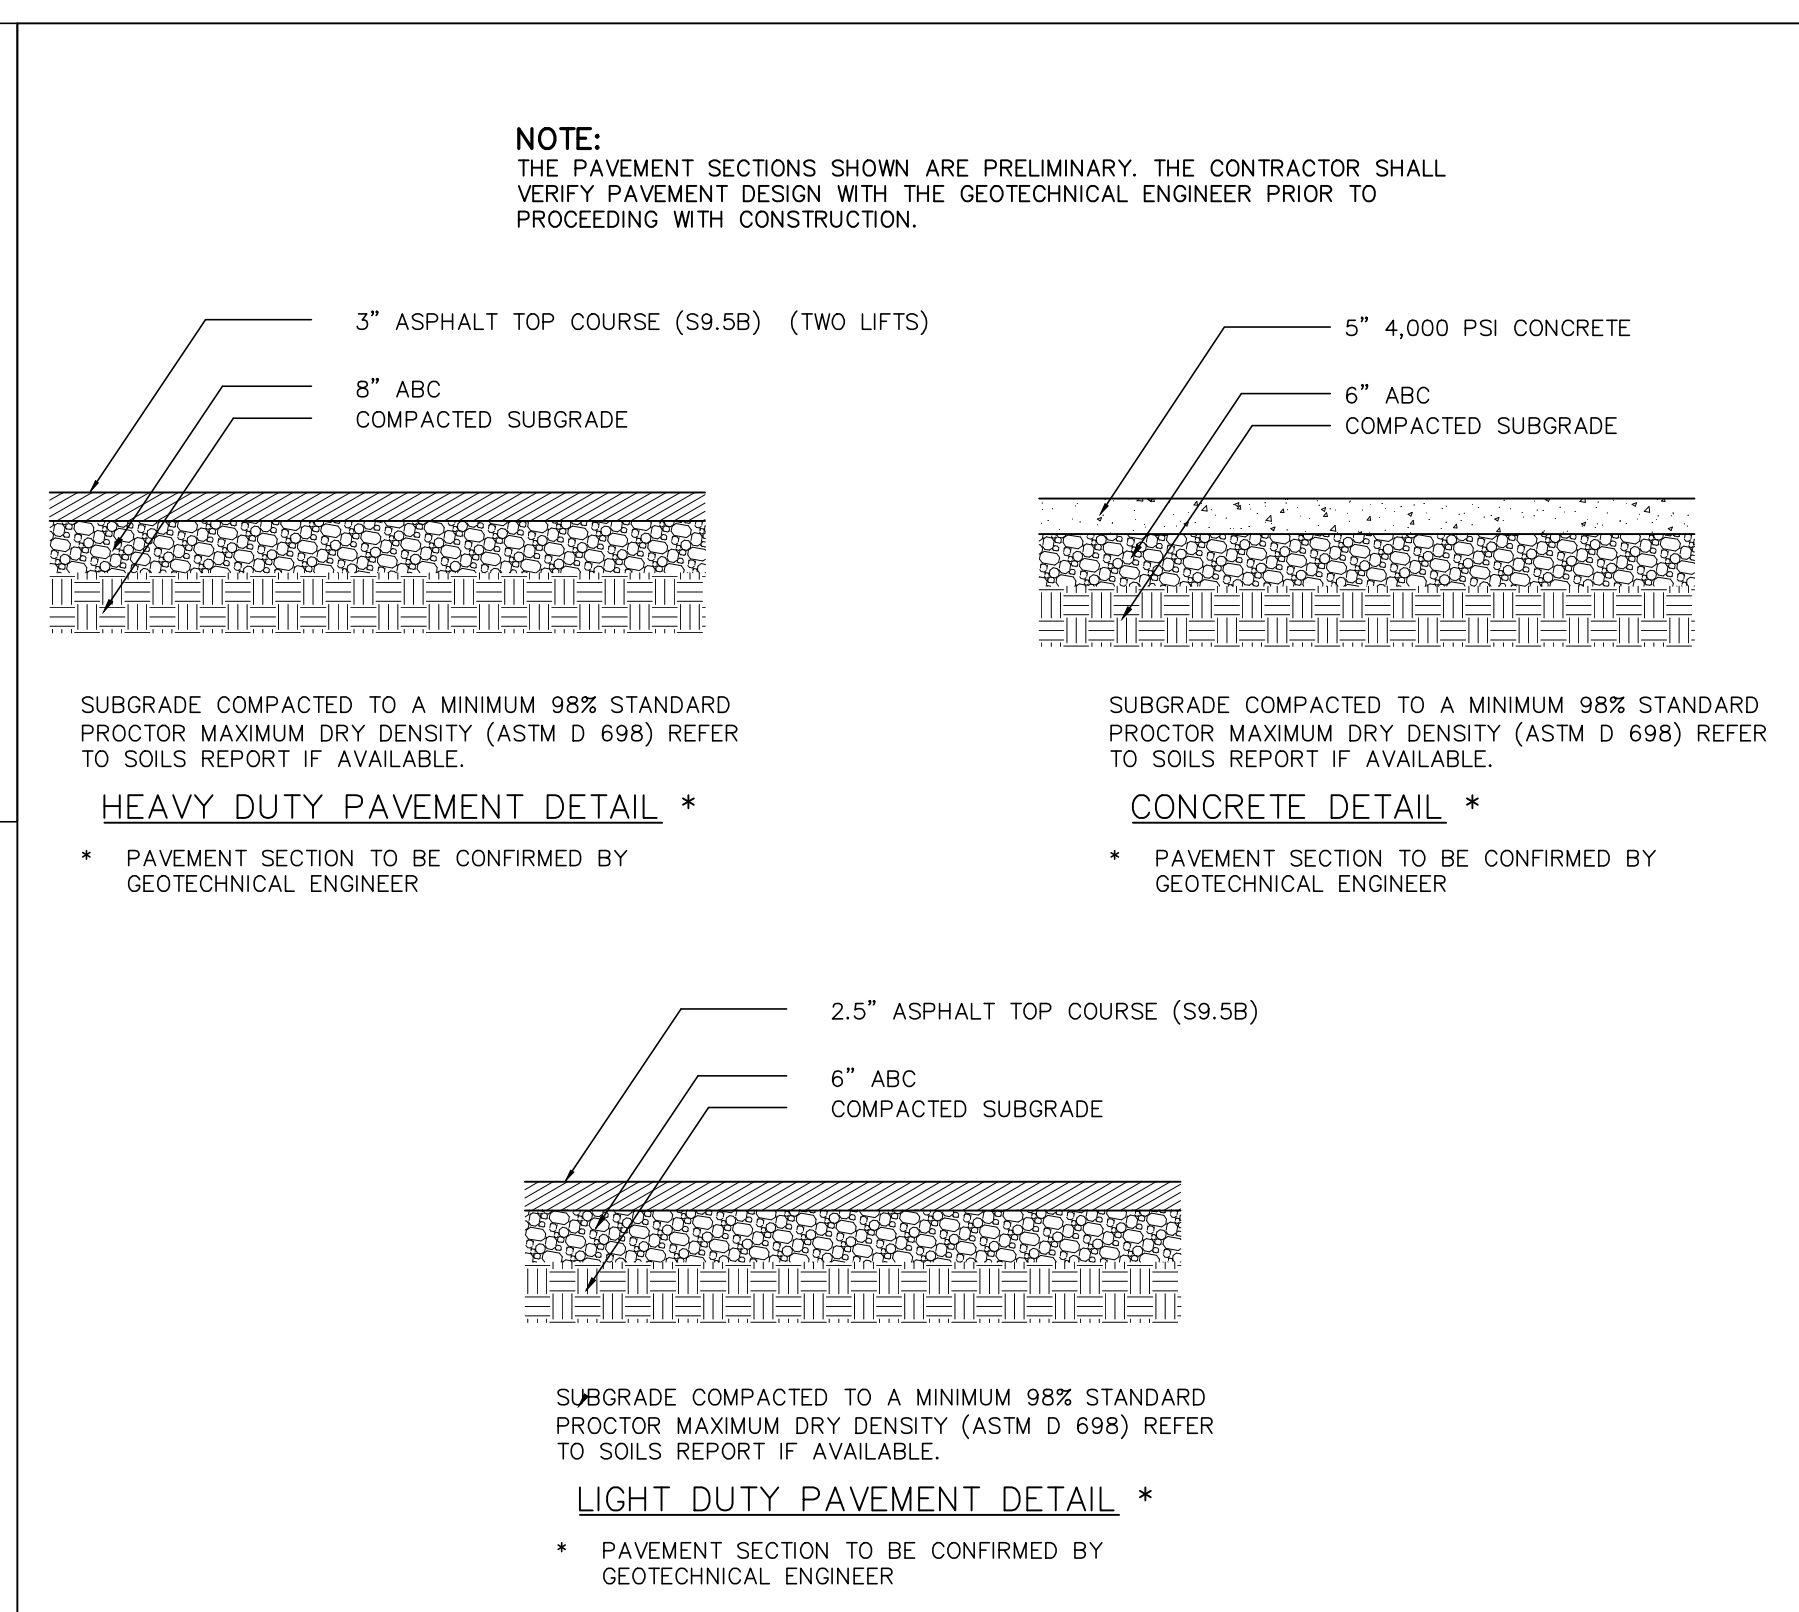 NOTE:
THE PAVEMENT SECTIONS SHOWN ARE PRELIMINARY. THE CONTRACTOR SHALL
VERIFY PAVEMENT DESIGN WITH THE GEOTECHNICAL ENGINEER PRIOR TO
PROCEEDING WITH CONSTRUCTION.
3” ASPHALT TOP COURSE (S9.5B) (TWO LIFTS)
8” ABC
COMPACTED SUBGRADE
SUBGRADE COMPACTED TO A MINIMUM 98% STANDARD
PROCTOR MAXIMUM DRY DENSITY (ASTM D 698) REFER
TO SOILS REPORT IF AVAILABLE.
HEAVY DUTY PAVEMENT DETAIL *
* PAVEMENT SECTION TO BE CONFIRMED BY
GEOTECHNICAL ENGINEER
5” 4,000 PSI CONCRETE
6” ABC
COMPACTED SUBGRADE
SUBGRADE COMPACTED TO A MINIMUM 98% STANDARD
PROCTOR MAXIMUM DRY DENSITY (ASTM D 698) REFER
TO SOILS REPORT IF AVAILABLE.
CONCRETE DETAIL *
* PAVEMENT SECTION TO BE CONFIRMED BY
GEOTECHNICAL ENGINEER
2.5” ASPHALT TOP COURSE (S9.5B)
6” ABC
COMPACTED SUBGRADE
SUBGRADE COMPACTED TO A MINIMUM 98% STANDARD
PROCTOR MAXIMUM DRY DENSITY (ASTM D 698) REFER
TO SOILS REPORT IF AVAILABLE.
LIGHT DUTY PAVEMENT DETAIL *
* PAVEMENT SECTION TO BE CONFIRMED BY
GEOTECHNICAL ENGINEER